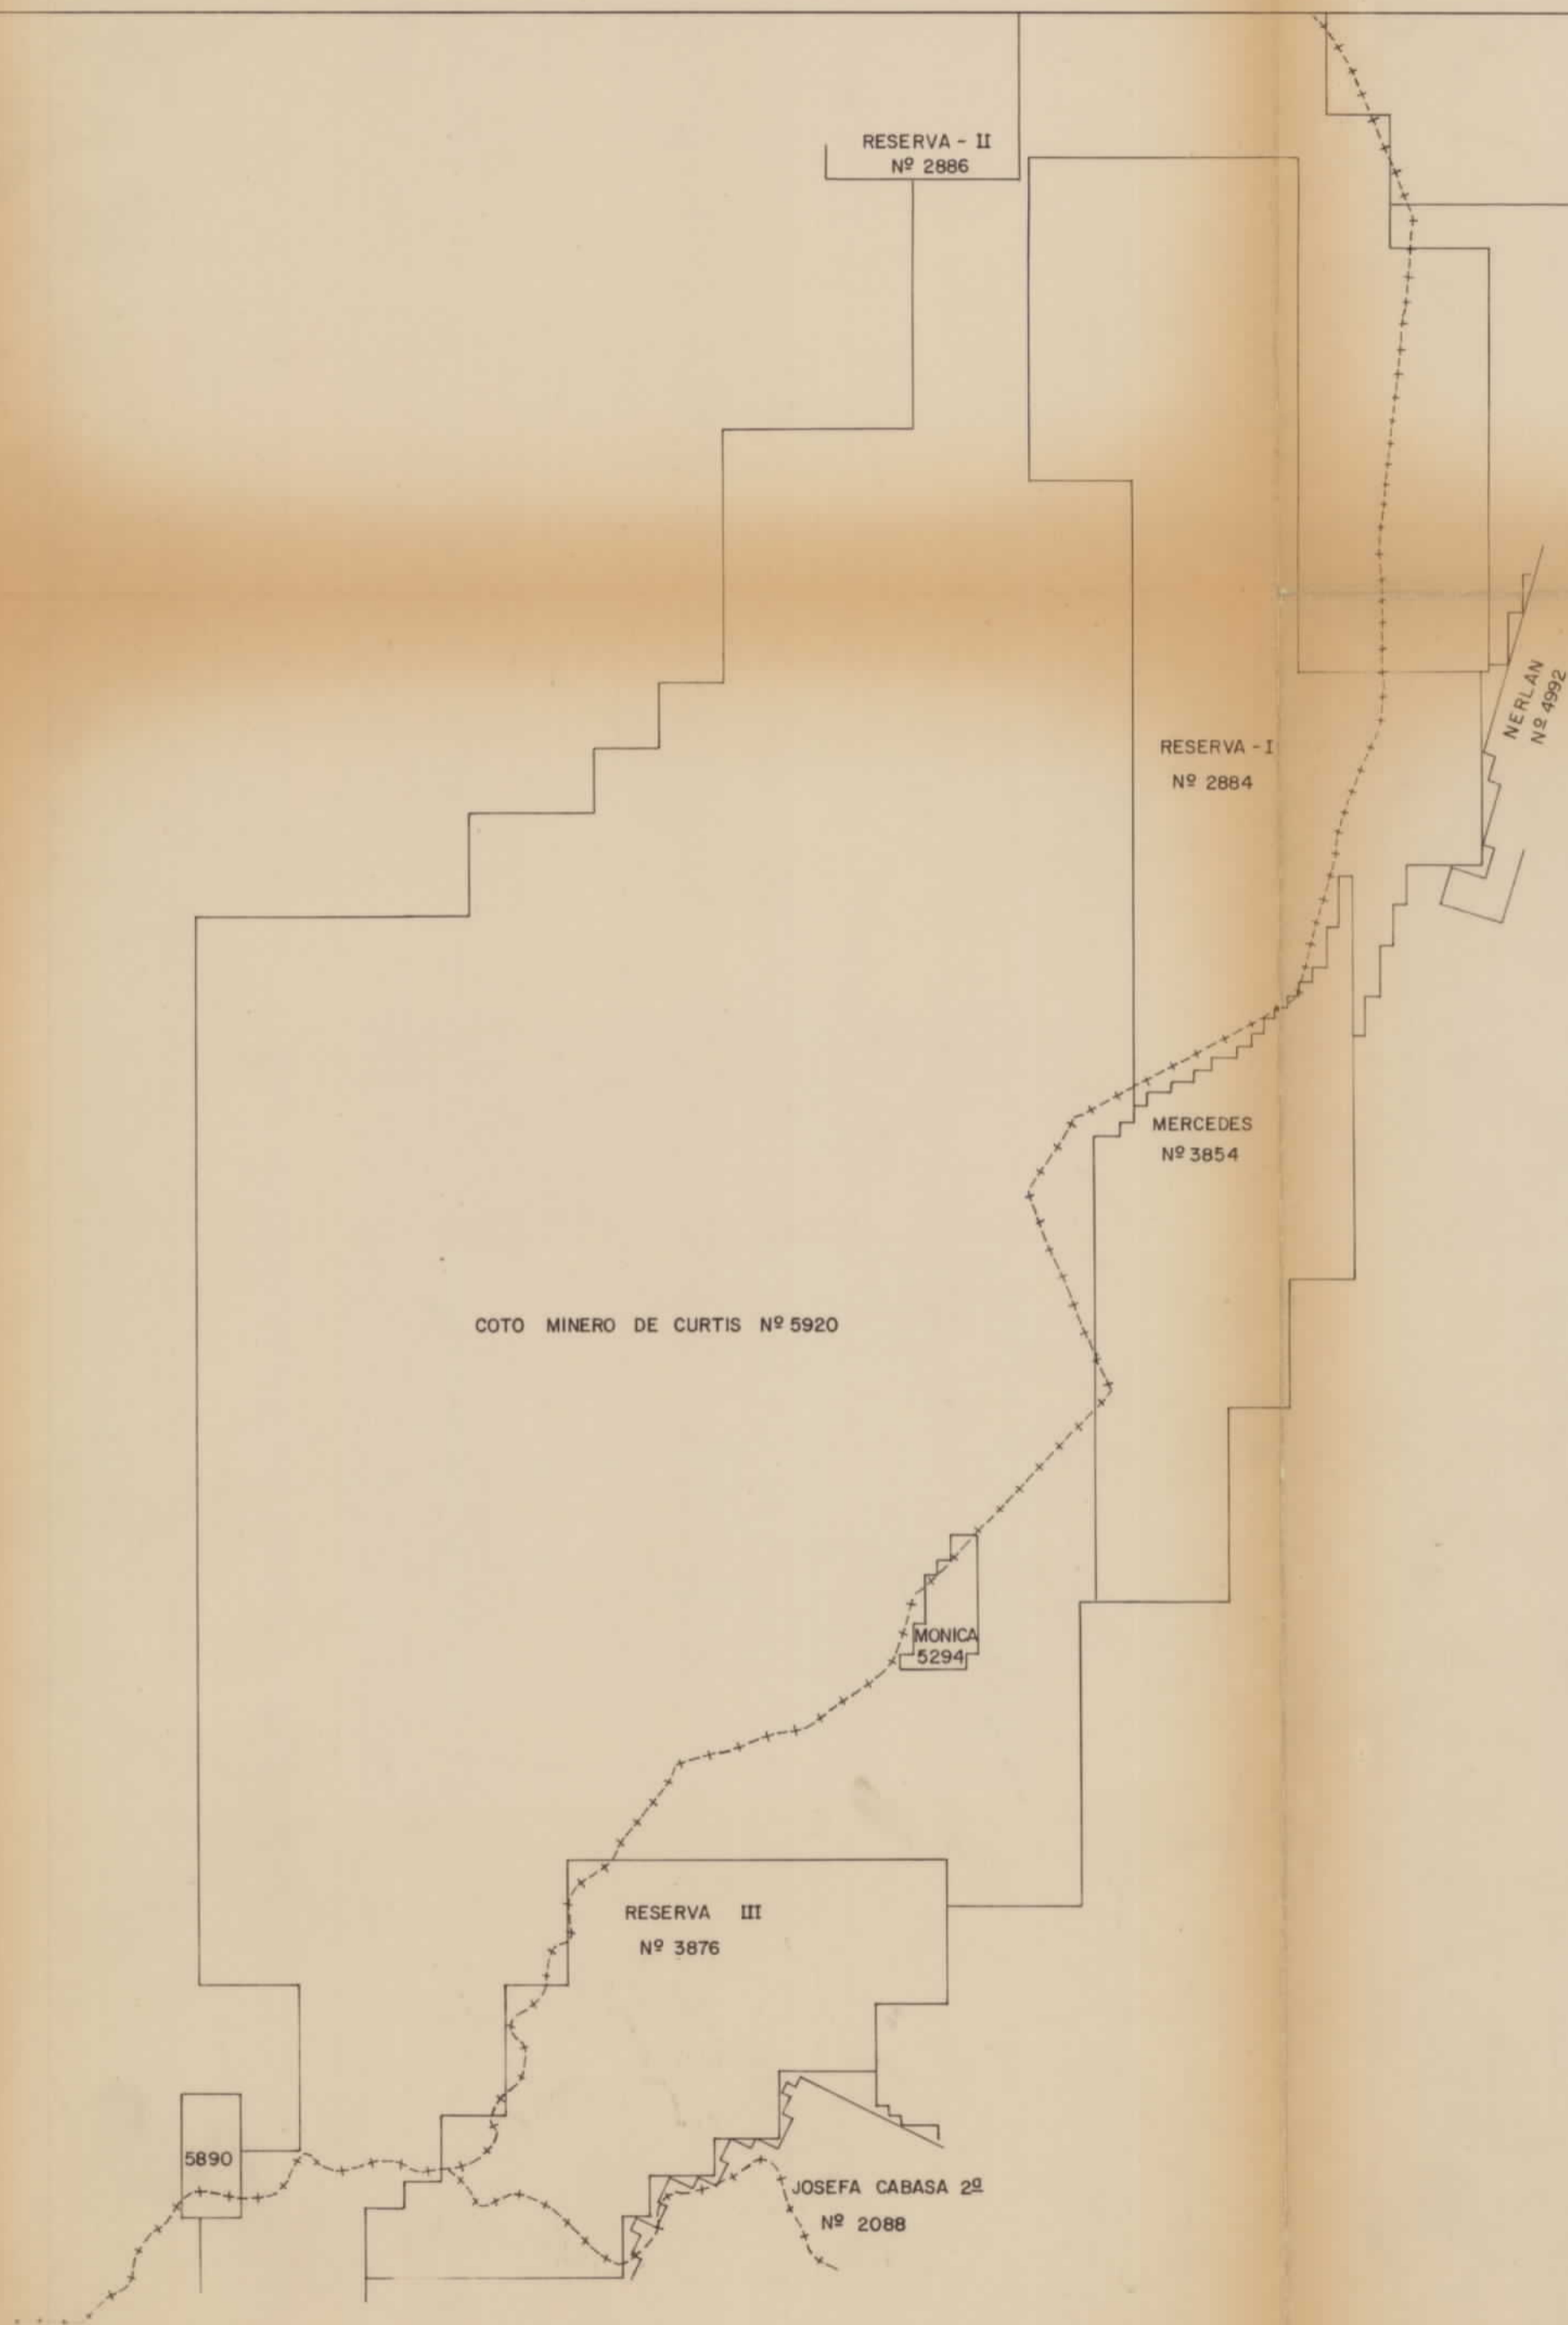 RESERVA - II
Nº 2886
NERLAN
Nº 4992
RESERVA - I
Nº 2884
MERCEDES
Nº 3854
COTO MINERO DE CURTIS Nº 5920
MONICA
5294
RESERVA III
Nº 3876
5890
JOSEFA CABASA 2ª
Nº 2088